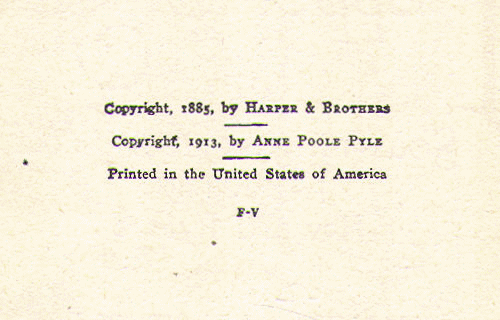 Copyright, 1885, by HARPER & BROTHERS
Copyright, 1913, by ANNE POOLE PYLE
Printed in the United States of America
F-V